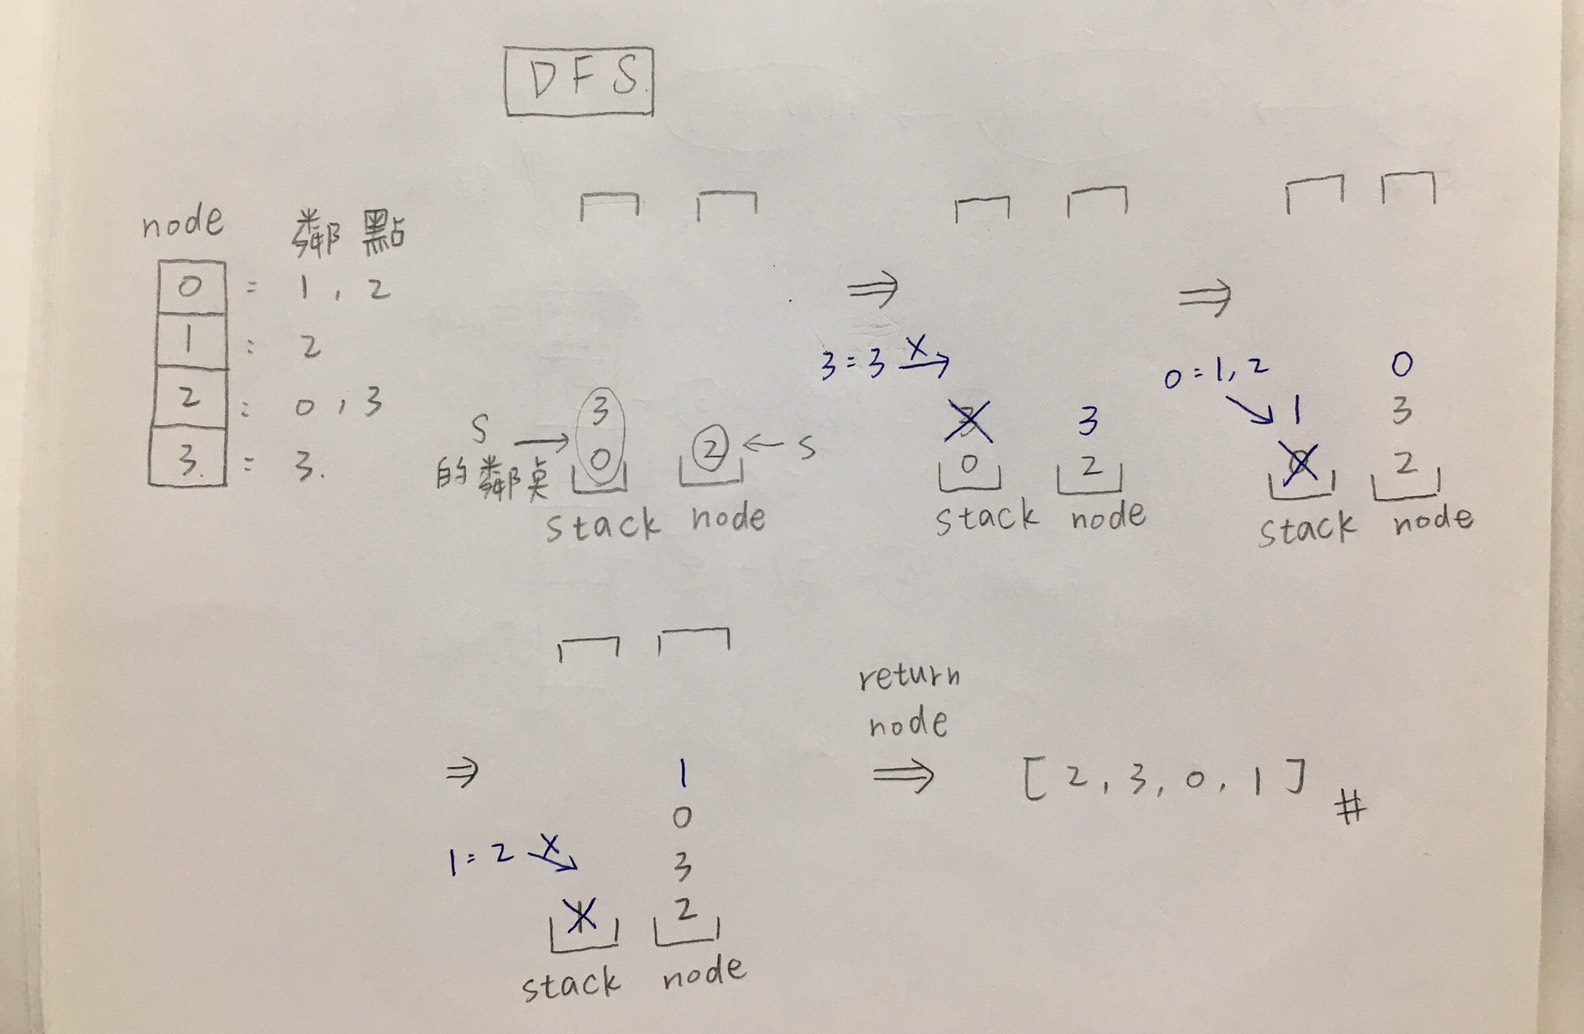 DFS.
node 鄰點
0 : 1, 2
1 : 2
2 : 0, 3
3. : 3.
S
的鄰點
3
0
2
S
stack node
⇒
3 : 3 X
3
0
3
2
stack node
⇒
0 : 1, 2
1
0
0
3
2
stack node
⇒
1 : 2 X
1
1
0
3
2
stack node
return
node
⇒ [2, 3, 0, 1] #